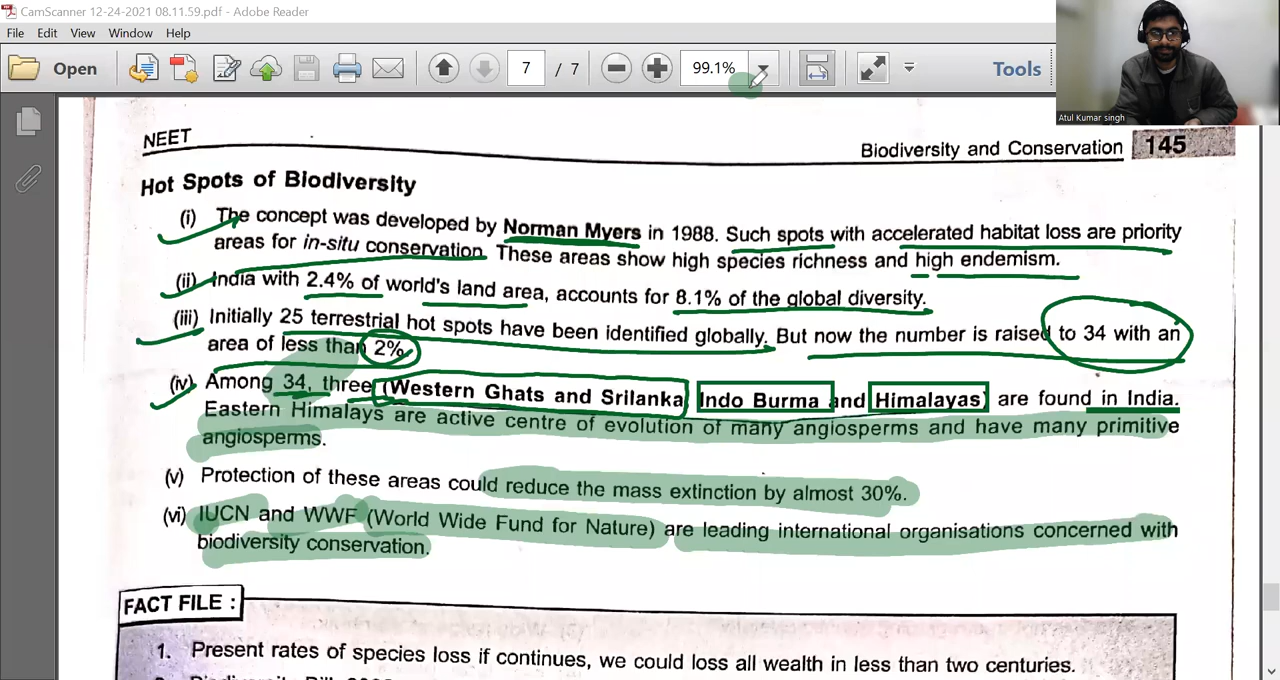 CamScanner 12-24-2021 08.11.59.pdf - Adobe Reader
File Edit View Window Help
Open 7 / 7 99.1% Tools
Atul Kumar singh
NEET Biodiversity and Conservation 145
Hot Spots of Biodiversity
(i) The concept was developed by Norman Myers in 1988. Such spots with accelerated habitat loss are priority
areas for in-situ conservation. These areas show high species richness and high endemism.
(ii) India with 2.4% of world's land area, accounts for 8.1% of the global diversity.
(iii) Initially 25 terrestrial hot spots have been identified globally. But now the number is raised to 34 with an
area of less than 2%
(iv) Among 34, three (Western Ghats and Srilanka Indo Burma and Himalayas) are found in India.
Eastern Himalays are active centre of evolution of many angiosperms and have many primitive
angiosperms.
(v) Protection of these areas could reduce the mass extinction by almost 30%.
(vi) IUCN and WWF (World Wide Fund for Nature) are leading international organisations concerned with
biodiversity conservation.
FACT FILE :
1. Present rates of species loss if continues, we could loss all wealth in less than two centuries.